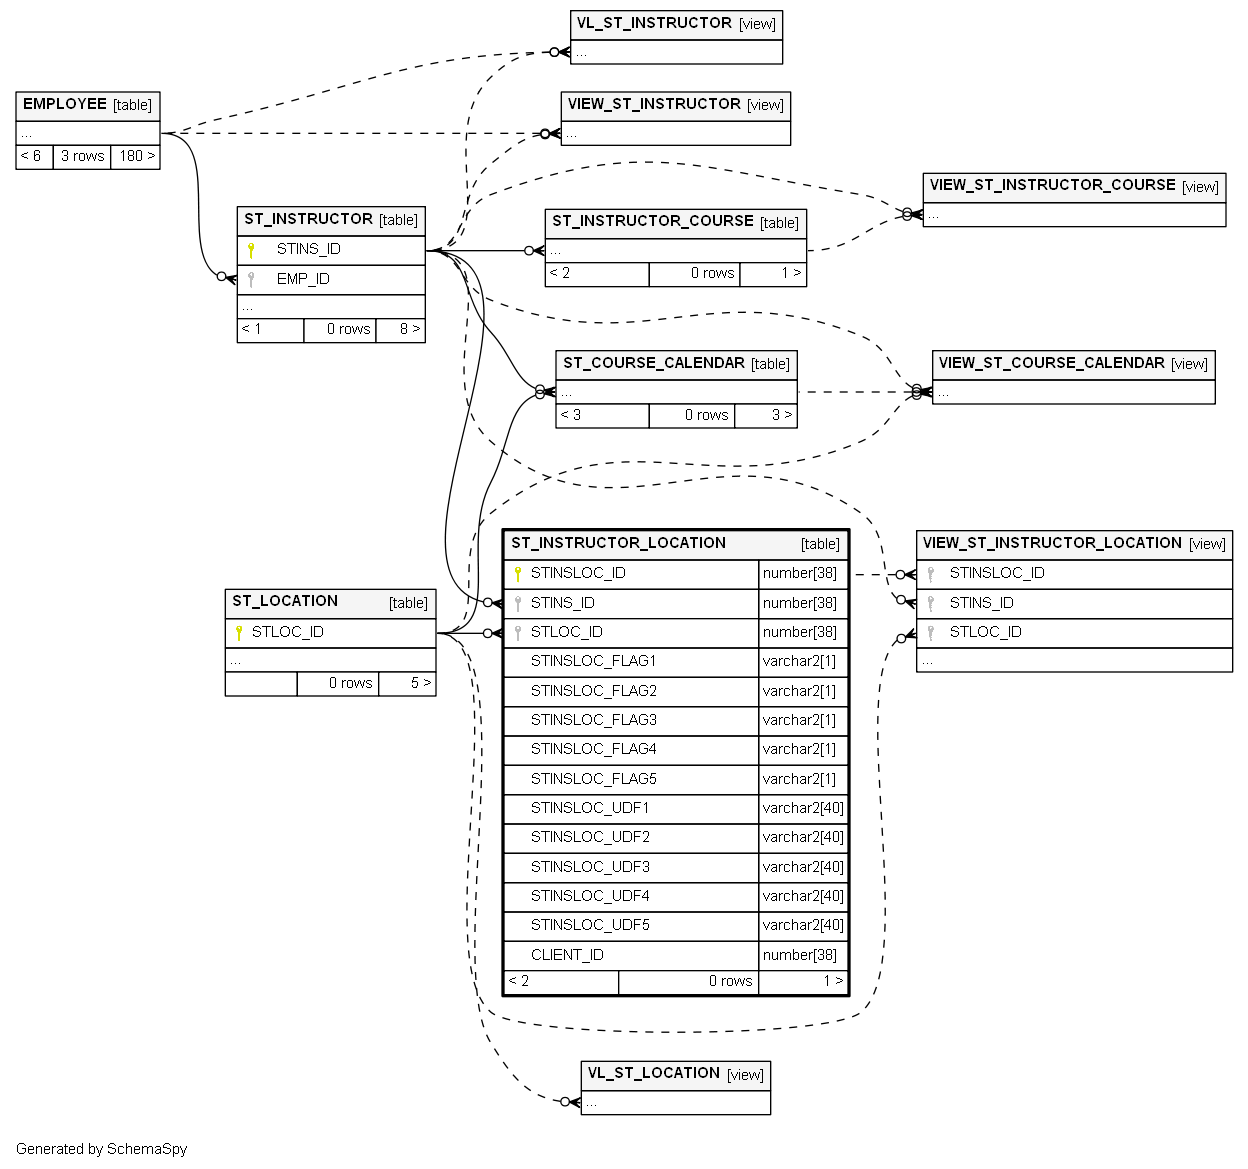 VL_ST_INSTRUCTOR [view]
...
EMPLOYEE [table]
...
< 6 3 rows 180 >
VIEW_ST_INSTRUCTOR [view]
...
VIEW_ST_INSTRUCTOR_COURSE [view]
...
ST_INSTRUCTOR [table]
STINS_ID
EMP_ID
...
< 1 0 rows 8 >
ST_INSTRUCTOR_COURSE [table]
...
< 2 0 rows 1 >
ST_COURSE_CALENDAR [table]
...
< 3 0 rows 3 >
VIEW_ST_COURSE_CALENDAR [view]
...
ST_INSTRUCTOR_LOCATION [table]
STINSLOC_ID number[38]
STINS_ID number[38]
STLOC_ID number[38]
STINSLOC_FLAG1 varchar2[1]
STINSLOC_FLAG2 varchar2[1]
STINSLOC_FLAG3 varchar2[1]
STINSLOC_FLAG4 varchar2[1]
STINSLOC_FLAG5 varchar2[1]
STINSLOC_UDF1 varchar2[40]
STINSLOC_UDF2 varchar2[40]
STINSLOC_UDF3 varchar2[40]
STINSLOC_UDF4 varchar2[40]
STINSLOC_UDF5 varchar2[40]
CLIENT_ID number[38]
< 2 0 rows 1 >
VIEW_ST_INSTRUCTOR_LOCATION [view]
STINSLOC_ID
STINS_ID
STLOC_ID
...
ST_LOCATION [table]
STLOC_ID
...
0 rows 5 >
VL_ST_LOCATION [view]
...
Generated by SchemaSpy